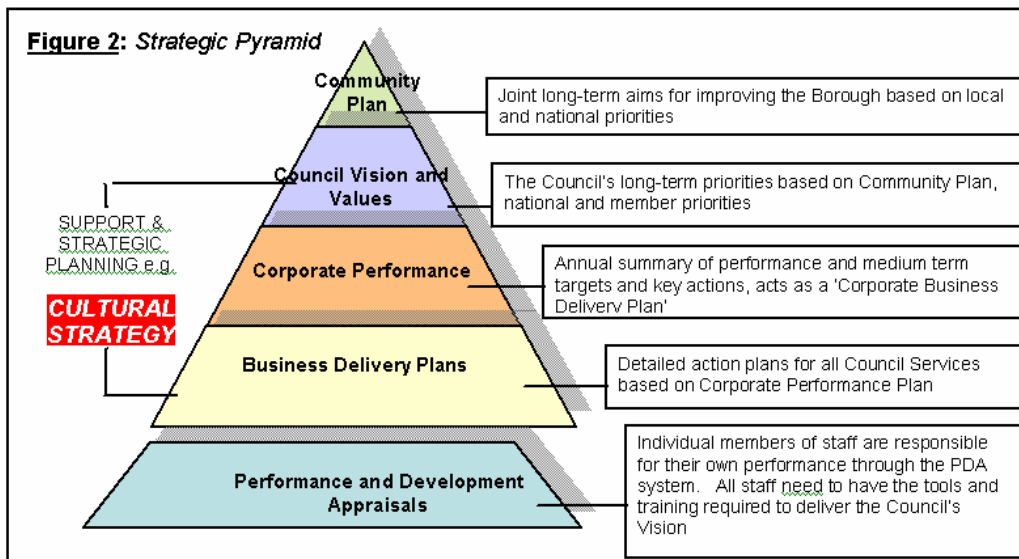 Figure 2: Strategic Pyramid
Community
Plan
Joint long-term aims for improving the Borough based on local
and national priorities
Council Vision and
Values
The Council's long-term priorities based on Community Plan,
national and member priorities
SUPPORT &
STRATEGIC
PLANNING e.g.
CULTURAL
STRATEGY
Corporate Performance
Annual summary of performance and medium term
targets and key actions, acts as a 'Corporate Business
Delivery Plan'
Business Delivery Plans
Detailed action plans for all Council Services
based on Corporate Performance Plan
Performance and Development
Appraisals
Individual members of staff are responsible
for their own performance through the PDA
system. All staff need to have the tools and
training required to deliver the Council's
Vision